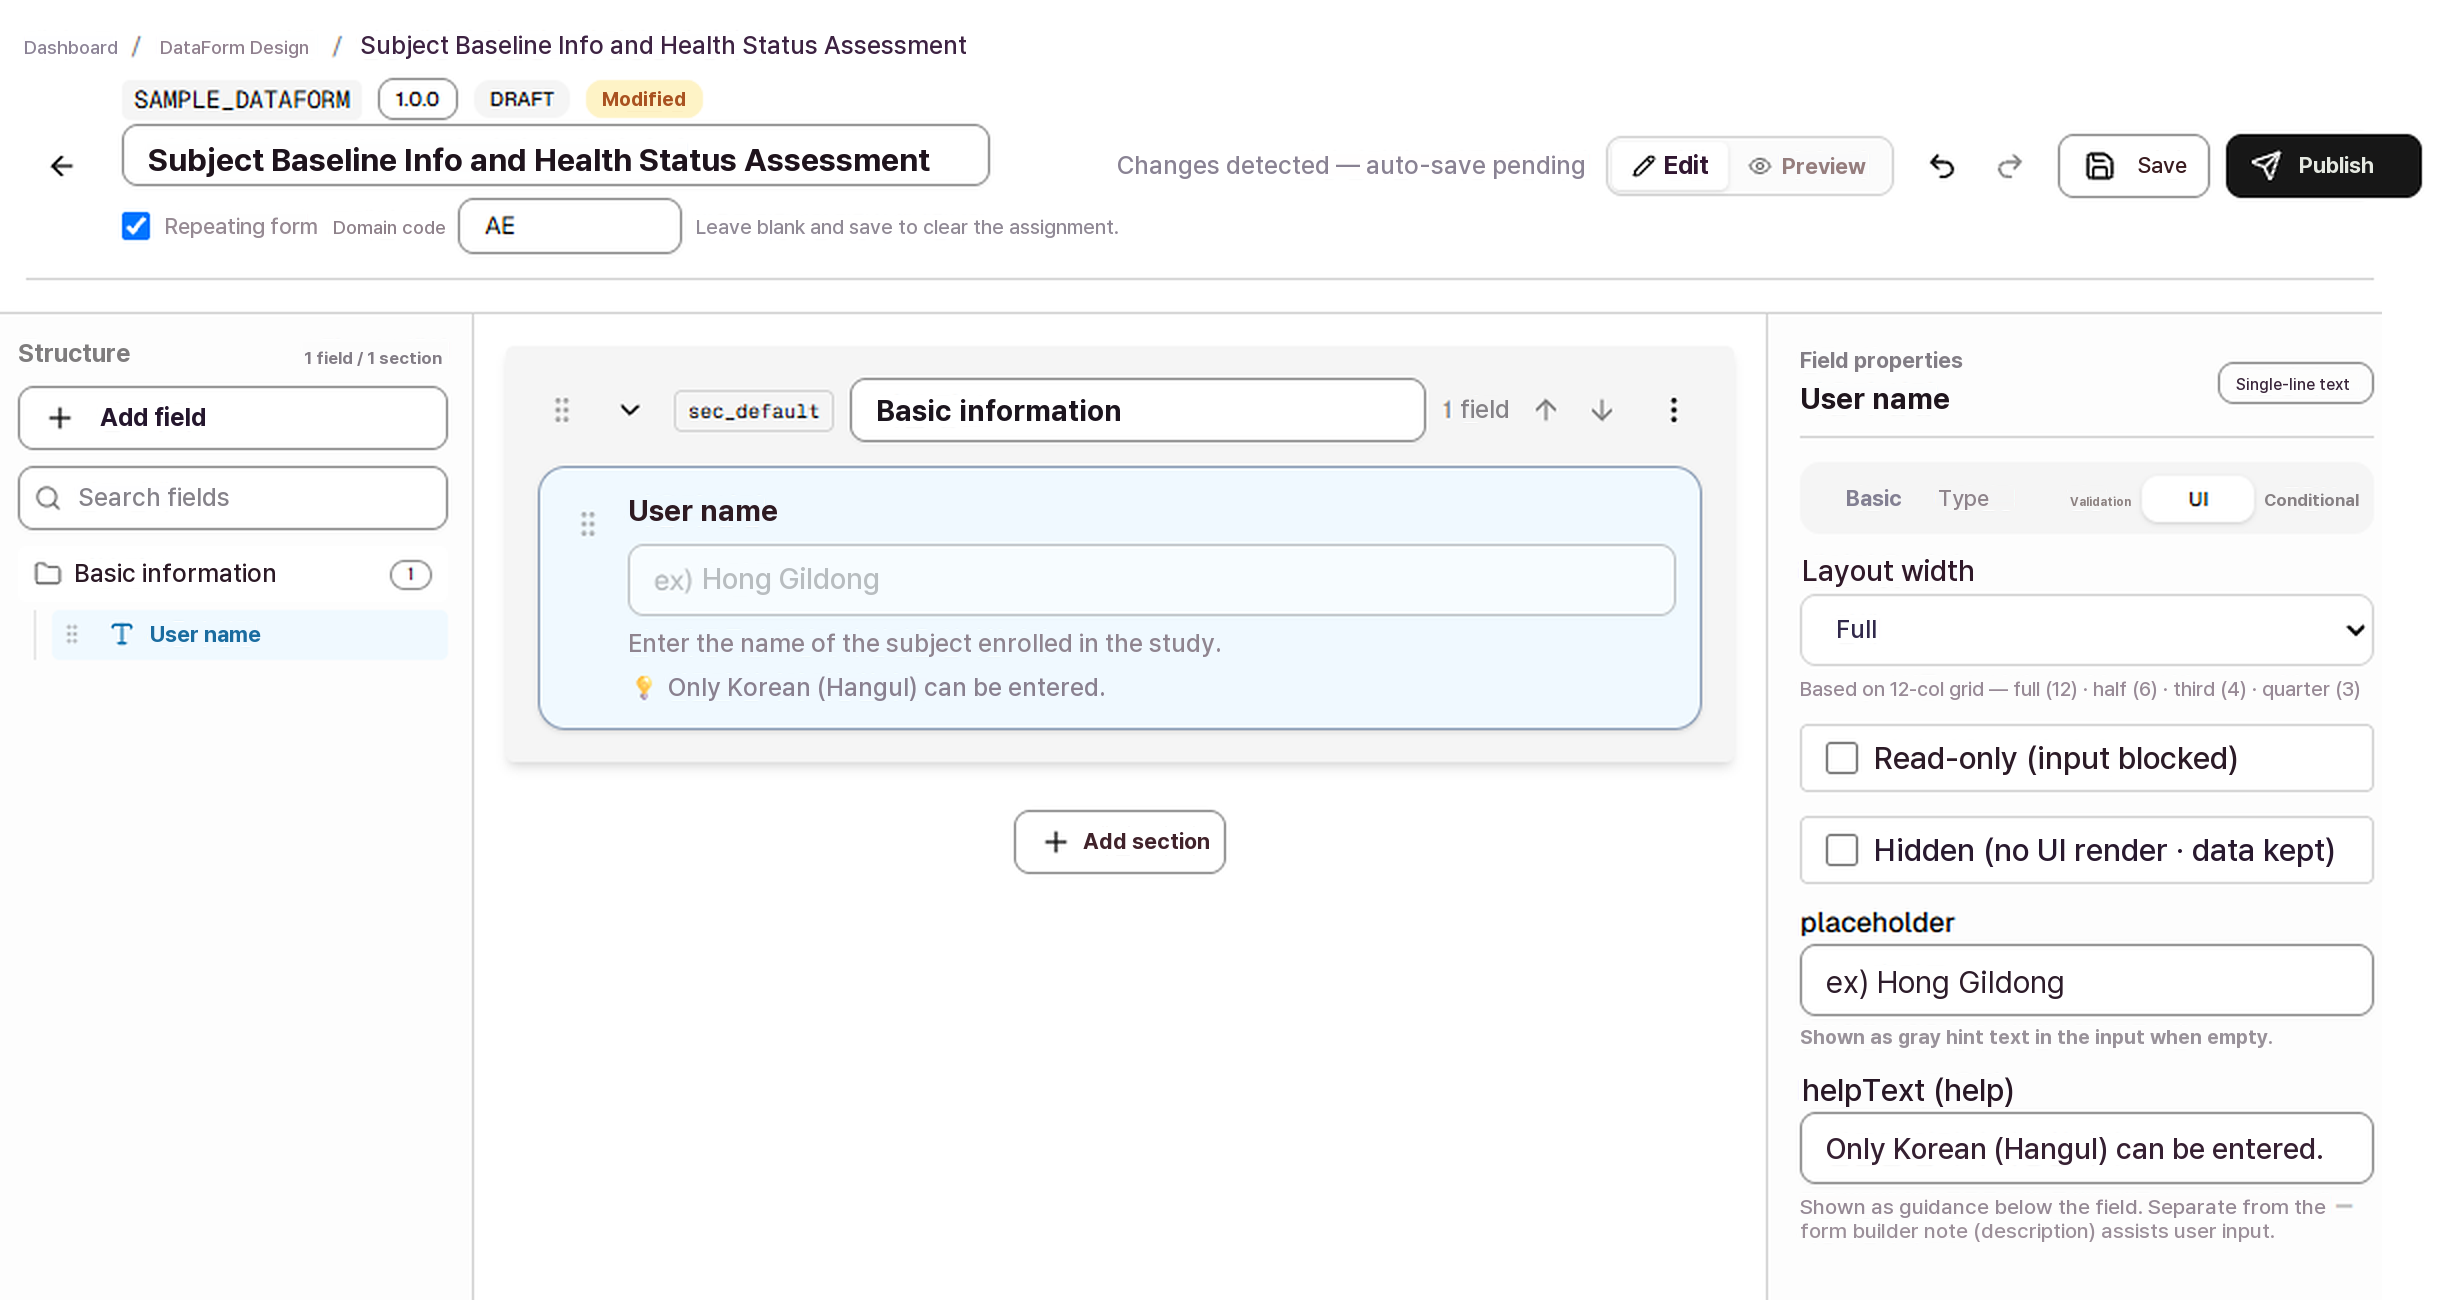 Dashboard / DataForm Design / Subject Baseline Info and Health Status Assessment
SAMPLE_DATAFORM 1.0.0 DRAFT Modified
Subject Baseline Info and Health Status Assessment
Changes detected — auto-save pending Edit Preview Save Publish
Repeating form Domain code AE Leave blank and save to clear the assignment.
Structure 1 field / 1 section
Add field
Search fields
Basic information 1
User name
sec_default Basic information 1 field
User name
ex) Hong Gildong
Enter the name of the subject enrolled in the study.
Only Korean (Hangul) can be entered.
Add section
Field properties
User name Single-line text
Basic Type Validation UI Conditional
Layout width
Full
Based on 12-col grid — full (12) · half (6) · third (4) · quarter (3)
Read-only (input blocked)
Hidden (no UI render · data kept)
placeholder
ex) Hong Gildong
Shown as gray hint text in the input when empty.
helpText (help)
Only Korean (Hangul) can be entered.
Shown as guidance below the field. Separate from the —
form builder note (description) assists user input.